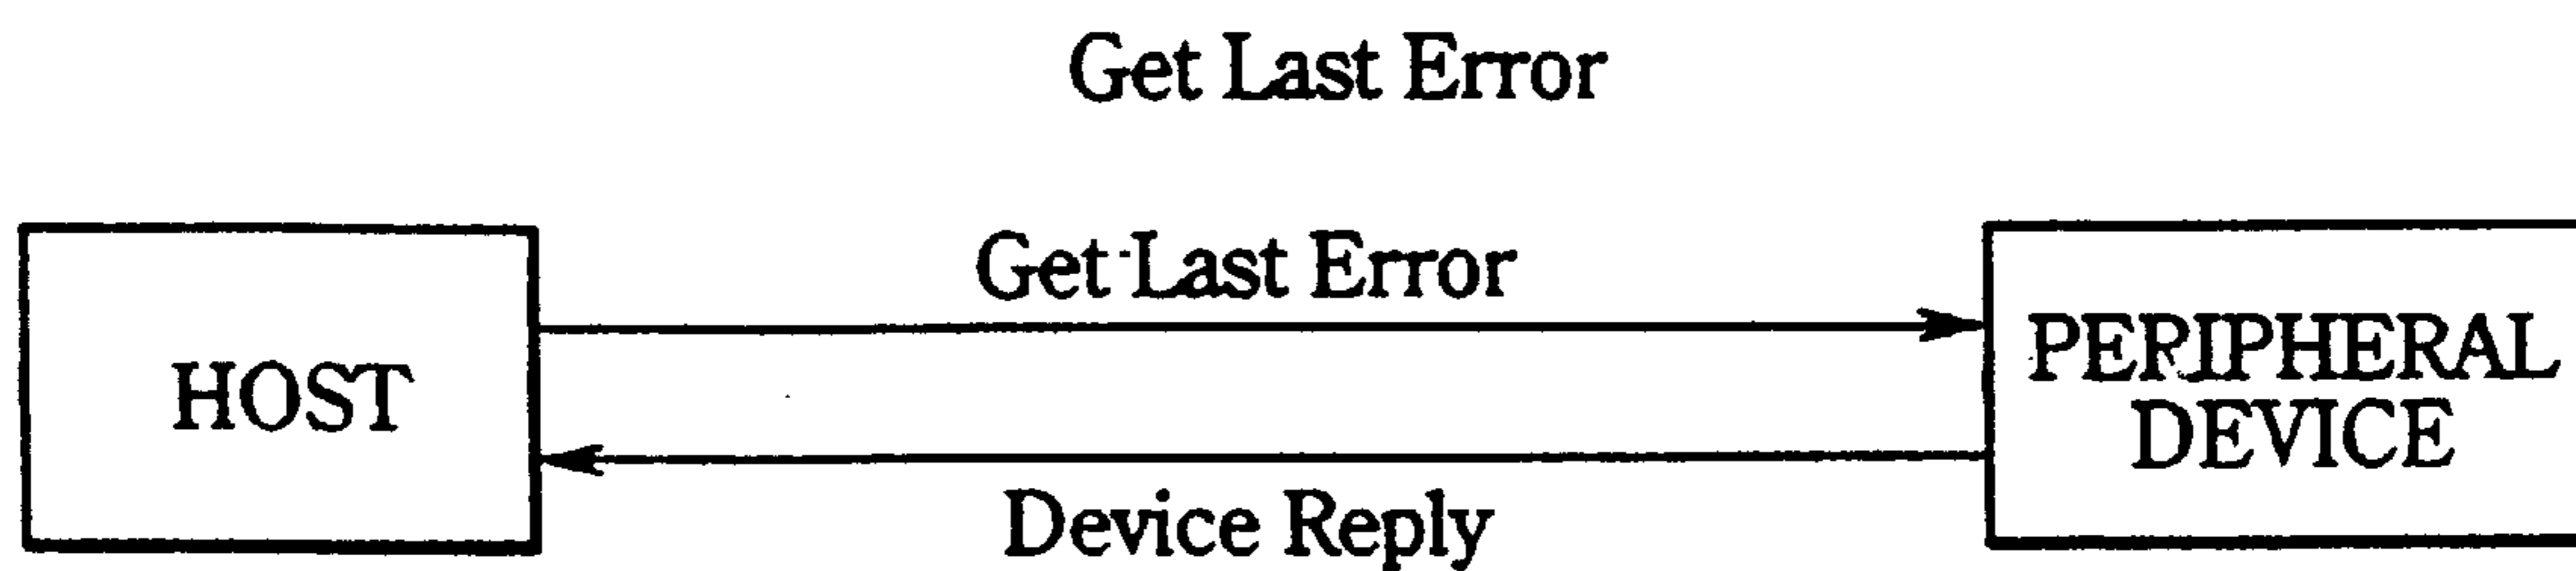 Get Last Error
Get Last Error
HOST
PERIPHERAL
DEVICE
Device Reply